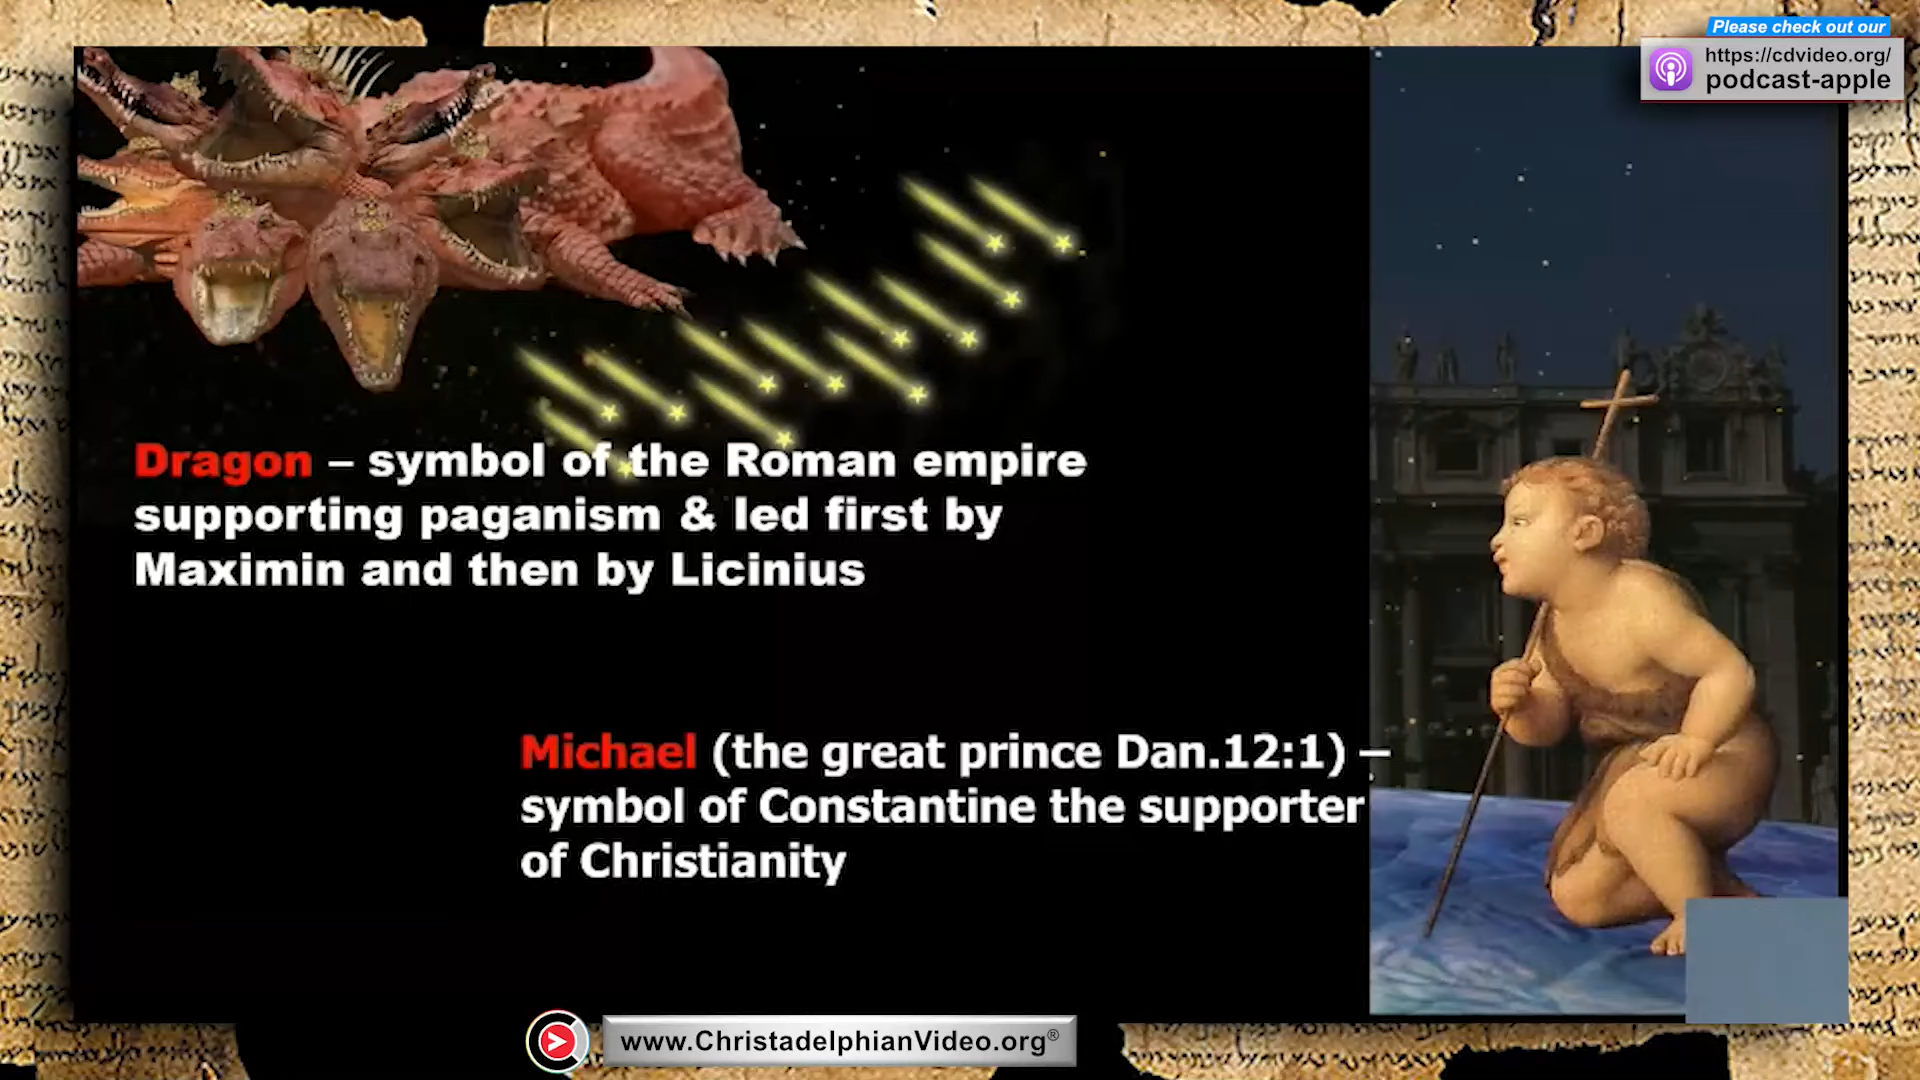 Please check out our
https://cdvideo.org/
podcast-apple
Dragon – symbol of the Roman empire
supporting paganism & led first by
Maximin and then by Licinius
Michael (the great prince Dan.12:1) –
symbol of Constantine the supporter
of Christianity
www.ChristadelphianVideo.org®